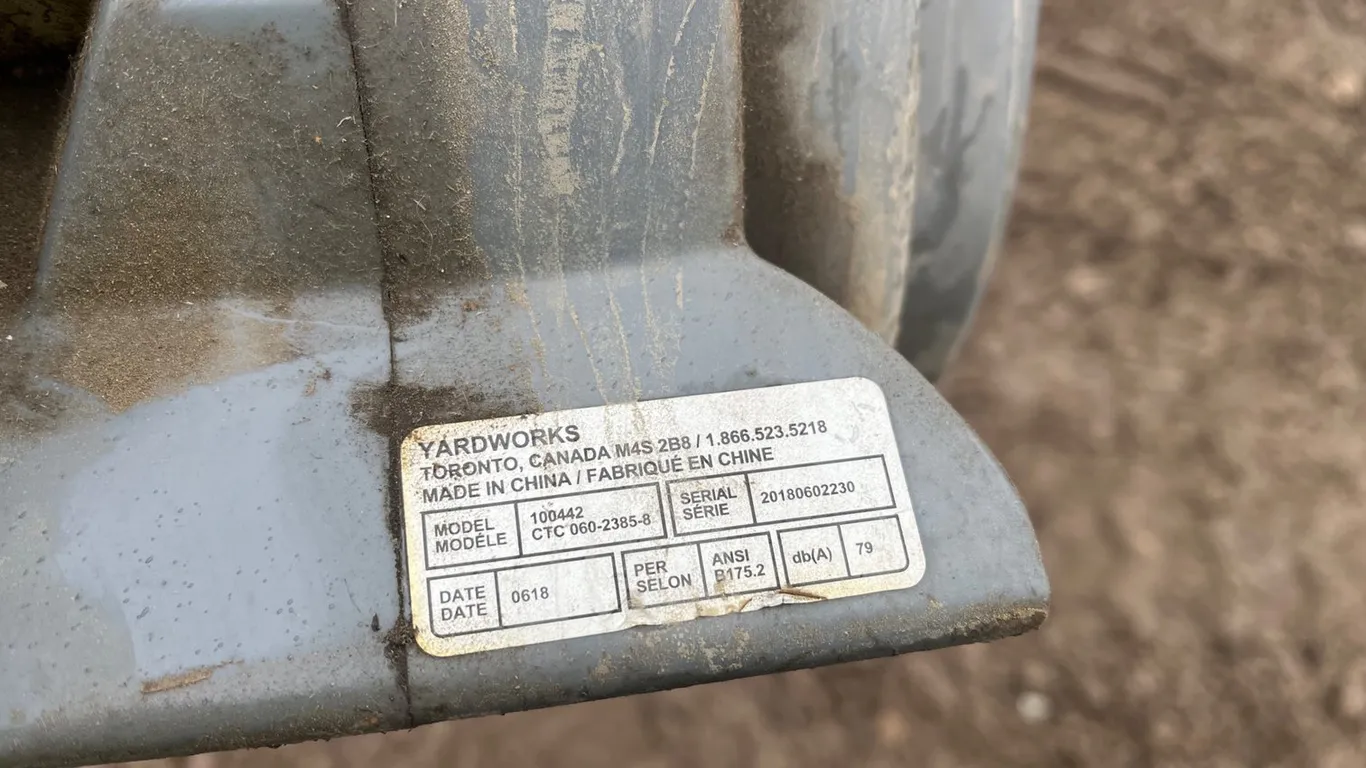 YARDWORKS
TORONTO, CANADA M4S 2B8 / 1.866.523.5218
MADE IN CHINA / FABRIQUÉ EN CHINE
MODEL
MODÉLE
100442
CTC 060-2385-8
SERIAL
SÉRIE
20180602230
DATE
DATE
0618
PER
SELON
ANSI
B175.2
db(A)
79